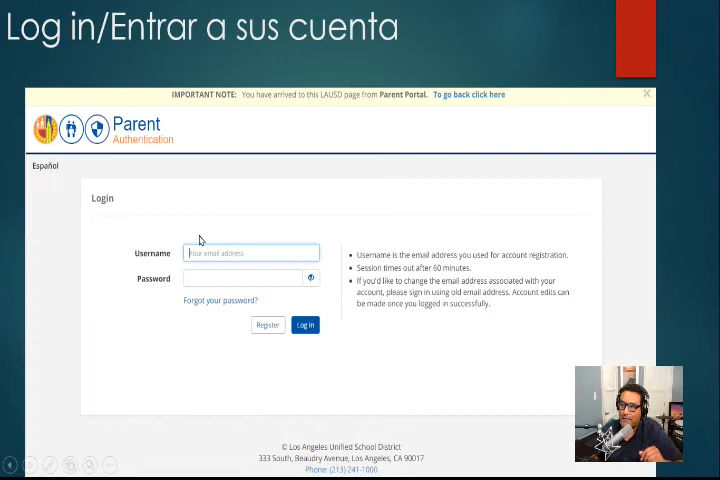 Log in/Entrar a sus cuenta
IMPORTANT NOTE: You have arrived to this LAUSD page from Parent Portal. To go back click here
Parent
Authentication
Español
Login
Username
Your email address
Password
Forgot your password?
Register
Log In
Username is the email address you used for account registration.
Session times out after 60 minutes.
If you'd like to change the email address associated with your
account, please sign in using old email address. Account edits can
be made once you logged in successfully.
© Los Angeles Unified School District
333 South, Beaudry Avenue, Los Angeles, CA 90017
Phone: (213) 241-1000